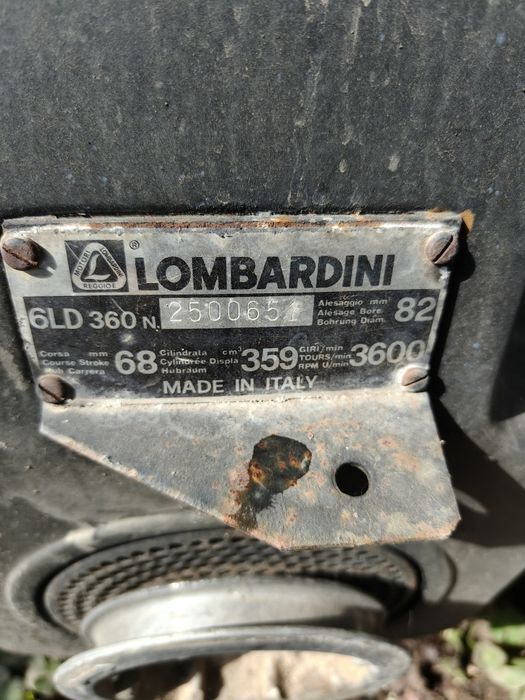 MOTORI LOMBARDINI
REGGIO E
® LOMBARDINI
6LD 360 N. 2500651 Alesaggio mm Alésage Bore Bohrung Diam. 82
Corsa mm Course Stroke Hub Carrera 68 Cilindrata cm³ Cylindrée Displa Hubraum 359 GIRI/min TOURS/min RPM U/min 3600
MADE IN ITALY